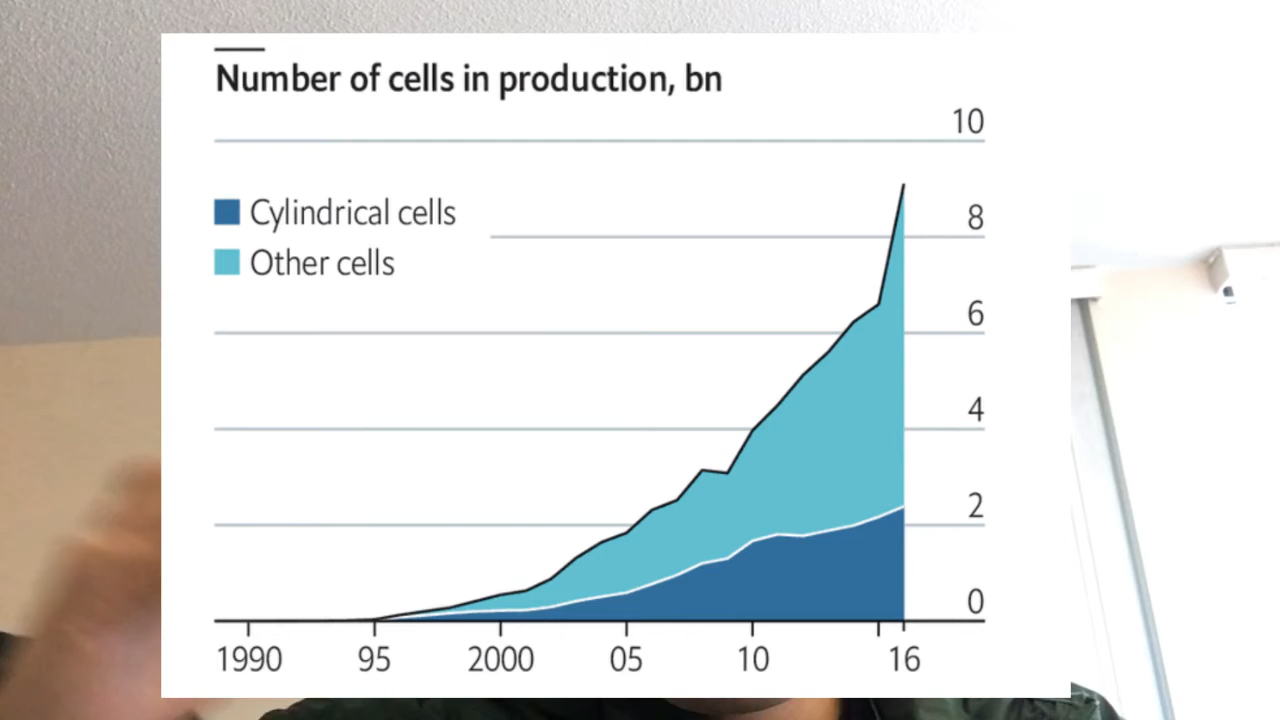 Number of cells in production, bn
10
Cylindrical cells
8
Other cells
6
4
2
0
1990 95 2000 05 10 16